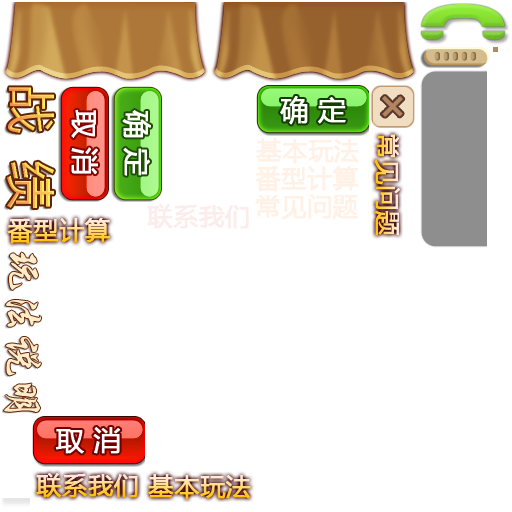 战绩
取消
确定
确定
基本玩法
番型计算
常见问题
常见问题
联系我们
番型计算
玩法说明
取消
联系我们
基本玩法